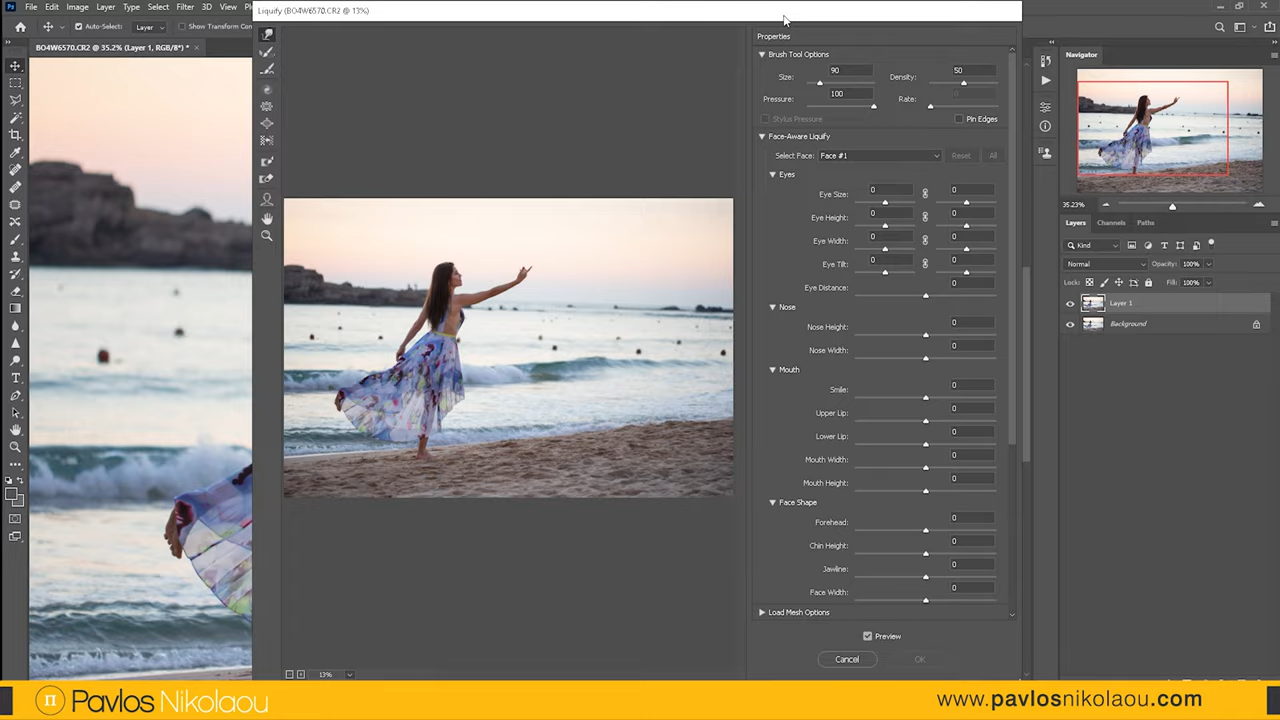 Ps File Edit Image Layer Type Select Filter 3D View
Liquify (BO4W6570.CR2 @ 13%)
Auto-Select: Layer Show Transform Con
BO4W6570.CR2 @ 35.2% (Layer 1, RGB/8*) * ×
Properties
Brush Tool Options
Size: 90 Density: 50
Pressure: 100 Rate:
Stylus Pressure Pin Edges
Face-Aware Liquify
Select Face: Face #1 Reset All
Eyes
Eye Size: 0 0
Eye Height: 0 0
Eye Width: 0 0
Eye Tilt: 0 0
Eye Distance: 0
Nose
Nose Height: 0
Nose Width: 0
Mouth
Smile: 0
Upper Lip: 0
Lower Lip: 0
Mouth Width: 0
Mouth Height: 0
Face Shape
Forehead: 0
Chin Height: 0
Jawline: 0
Face Width: 0
Load Mesh Options
Preview
Cancel OK
13%
Navigator
35.23%
Layers Channels Paths
Kind
Normal Opacity: 100%
Lock: Fill: 100%
Layer 1
Background
Pavlos Nikolaou
www.pavlosnikolaou.com